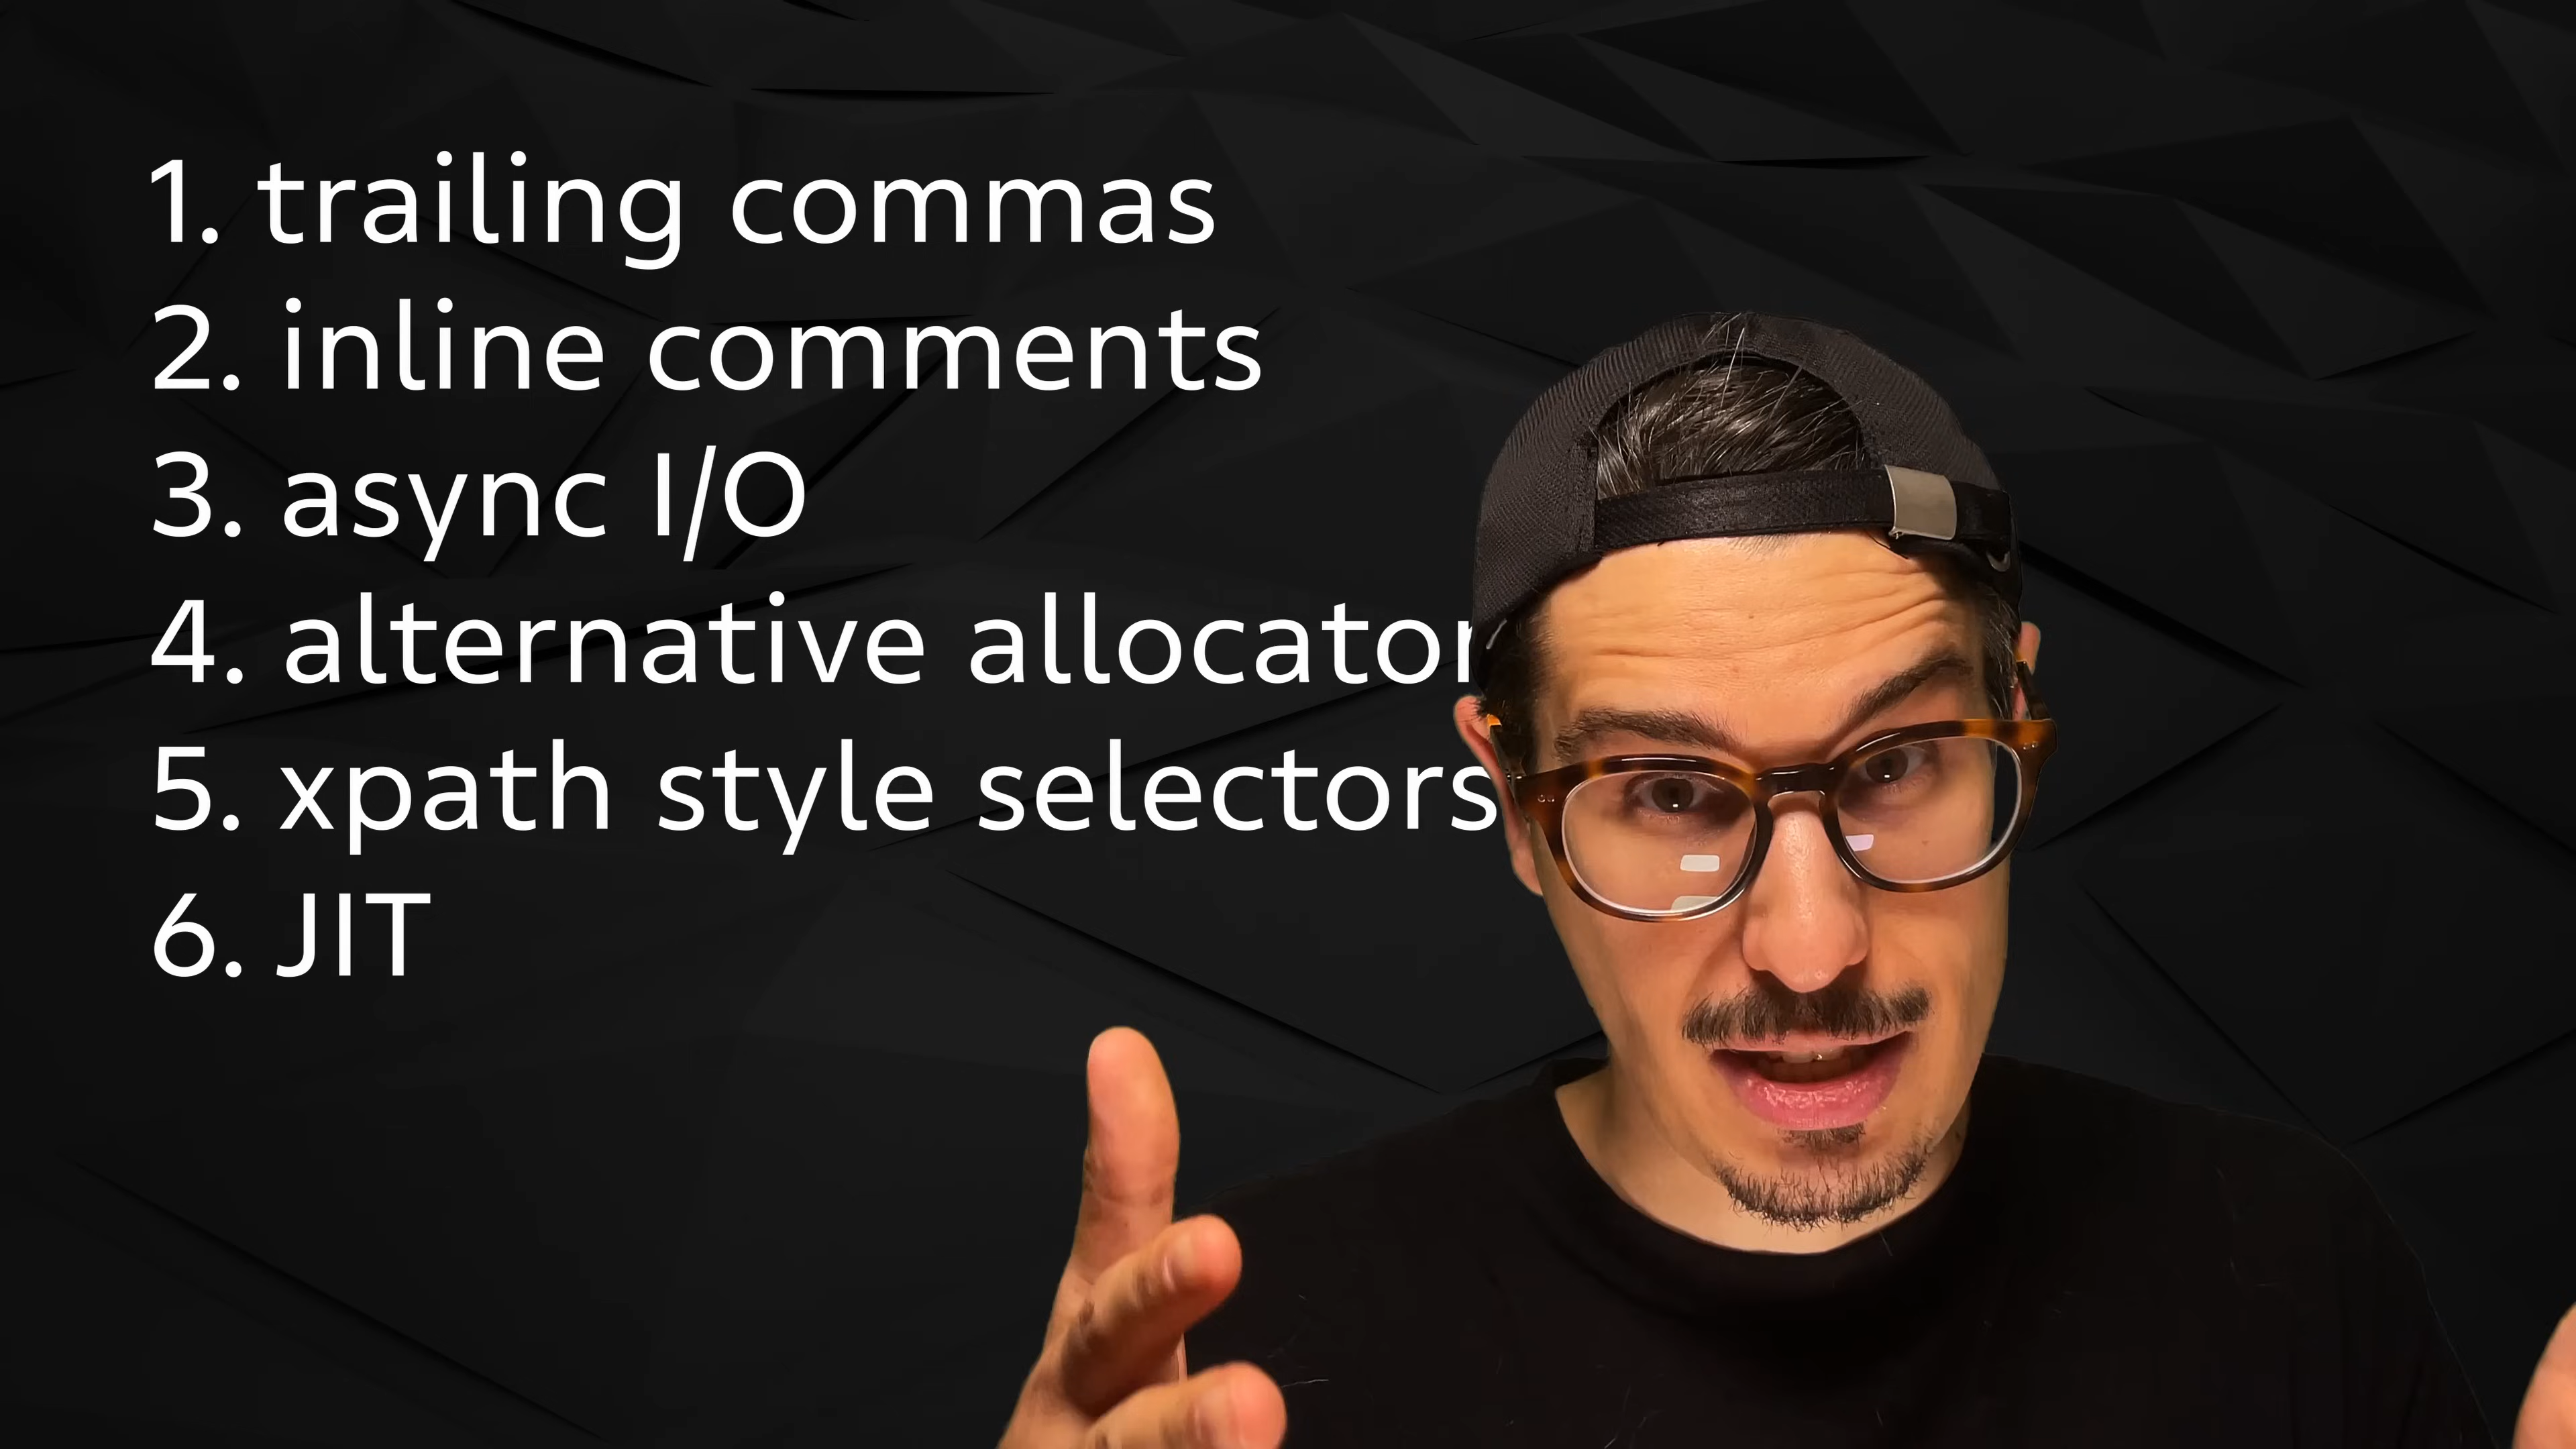 1. trailing commas
2. inline comments
3. async I/O
4. alternative allocator
5. xpath style selectors
6. JIT